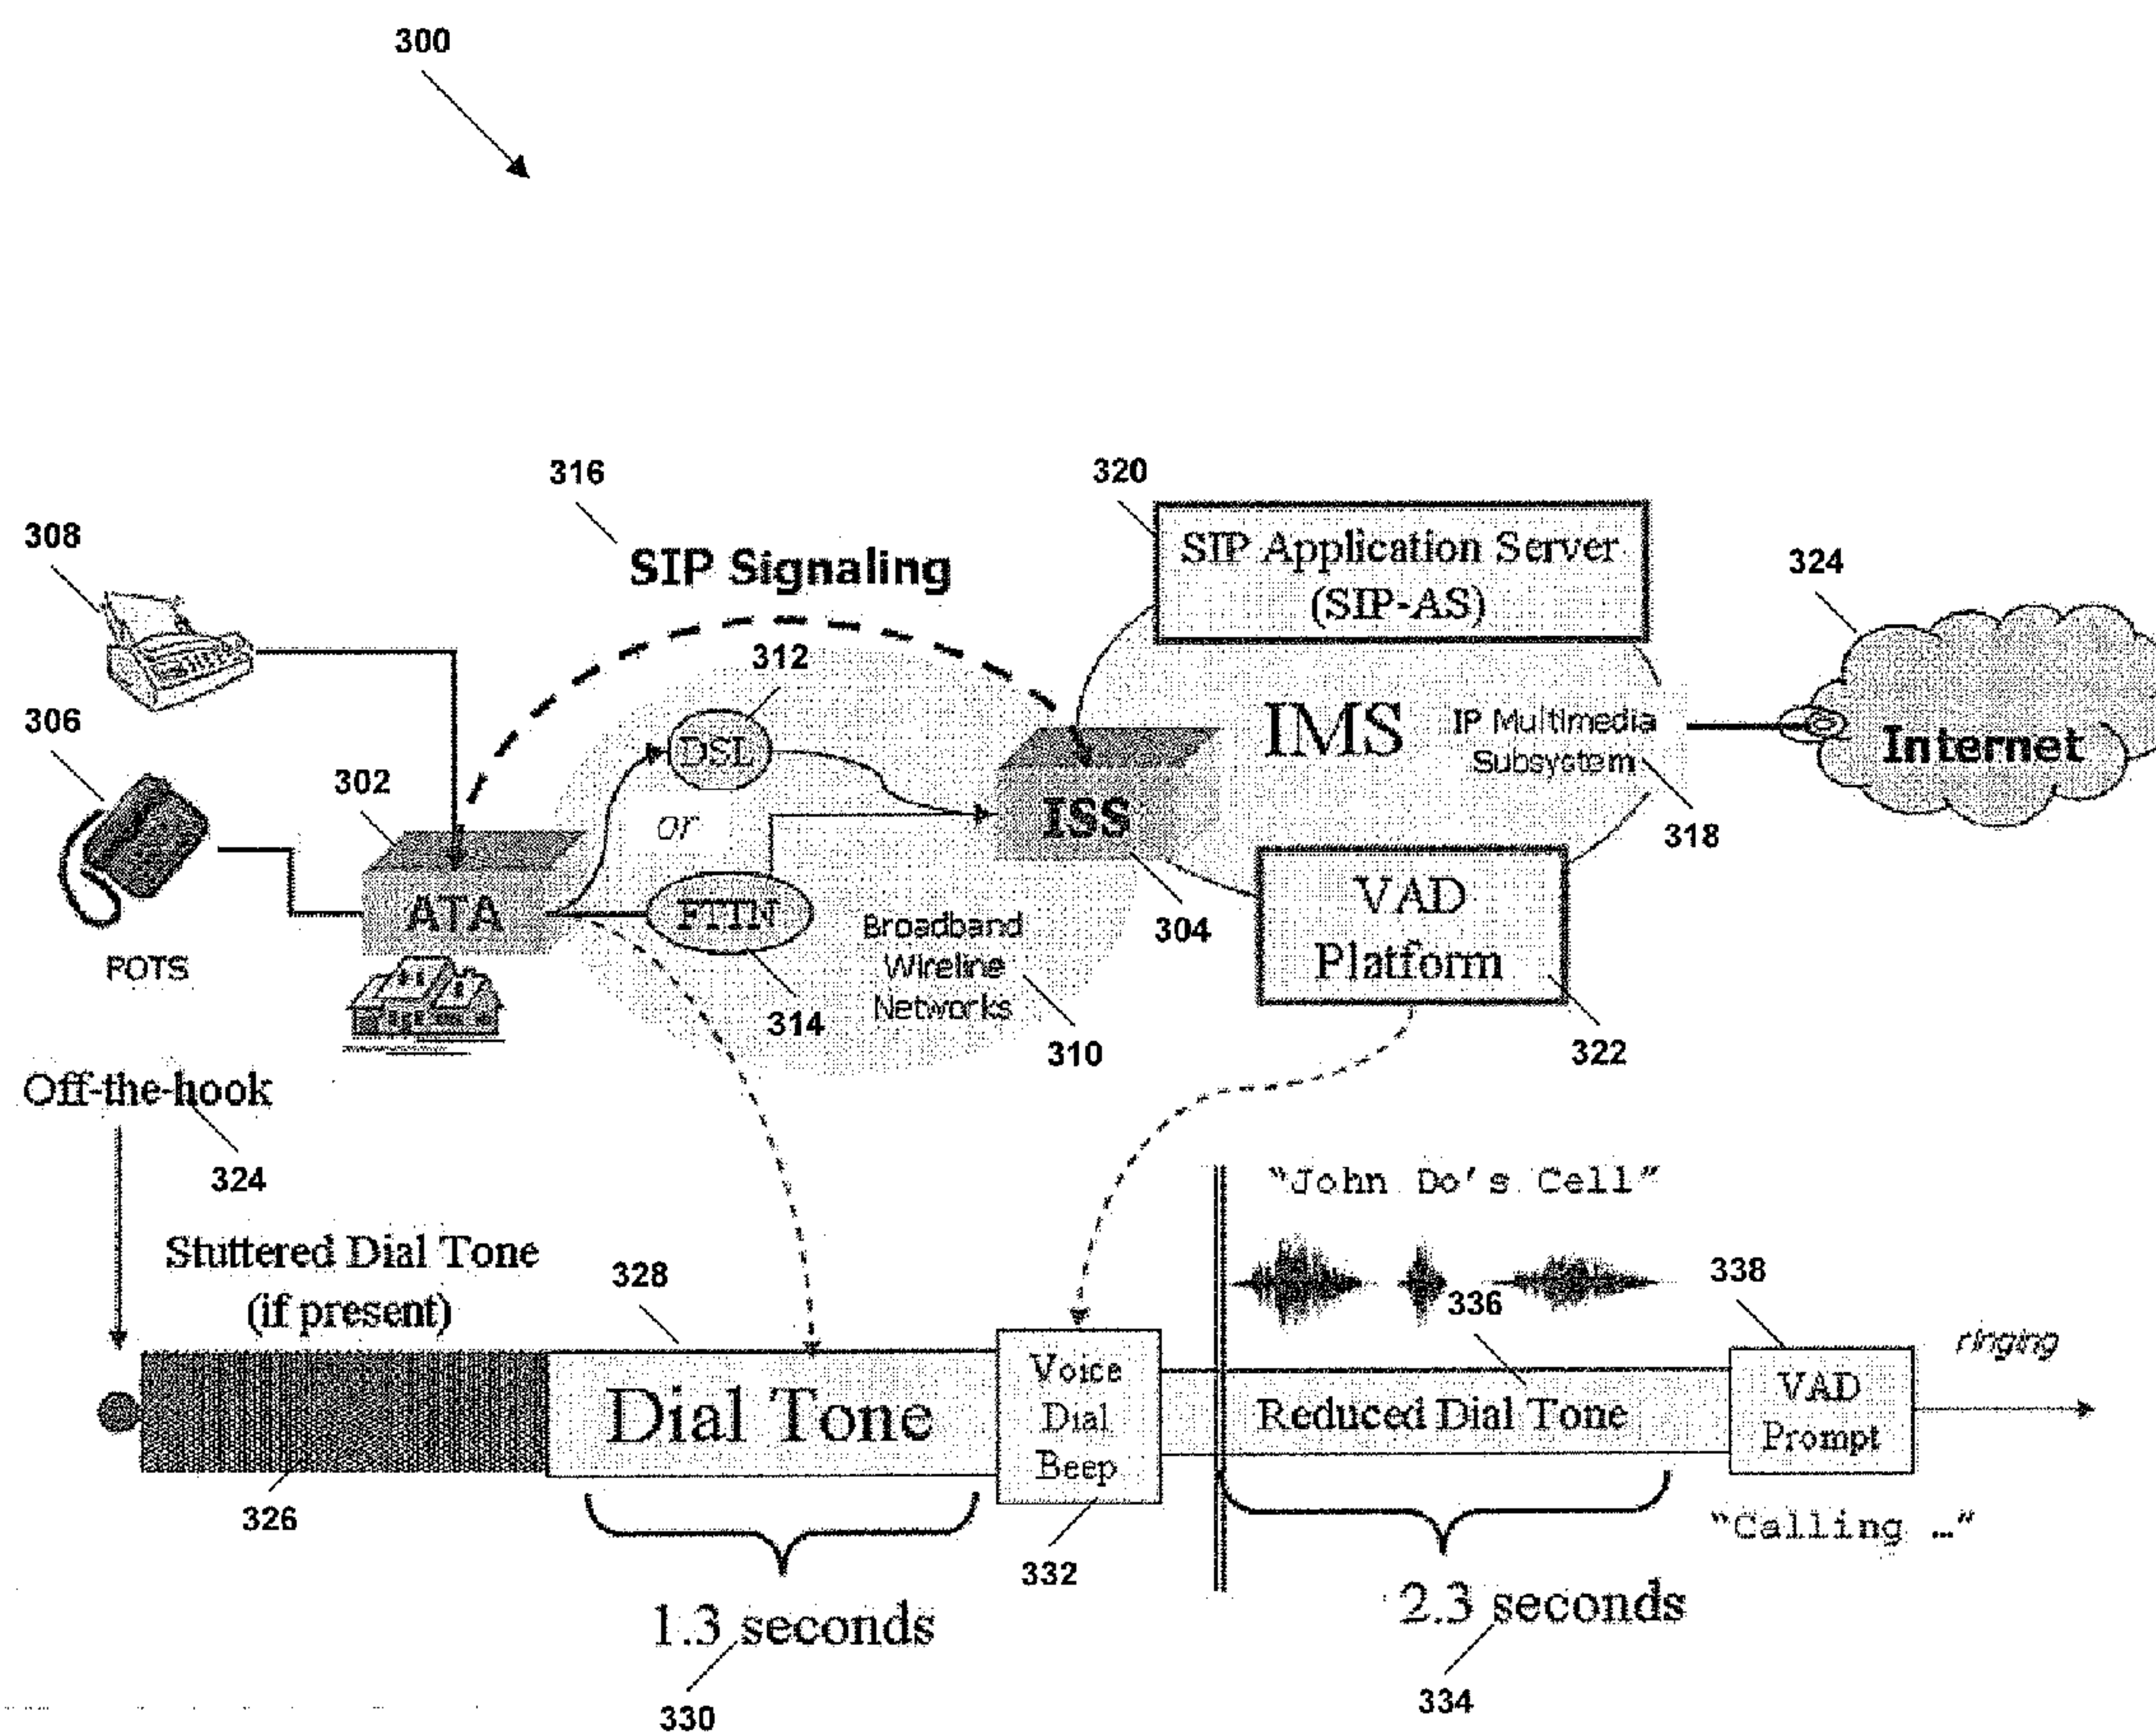 300
316
320
308
SIP Signaling
SIP Application Server
(SIP-AS)
324
312
306
DSL
IMS
IP Multimedia
Subsystem
Internet
302
or
ISS
318
ATA
FTTN
VAD
Platform
304
POTS
Broadband
Wireline
Networks
314
310
322
Off-the-hook
324
"John Do's Cell"
Stuttered Dial Tone
(if present)
328
336
338
ringing
Dial Tone
Voice
Dial
Beep
Reduced Dial Tone
VAD
Prompt
326
332
"Calling …"
1.3 seconds
2.3 seconds
330
334